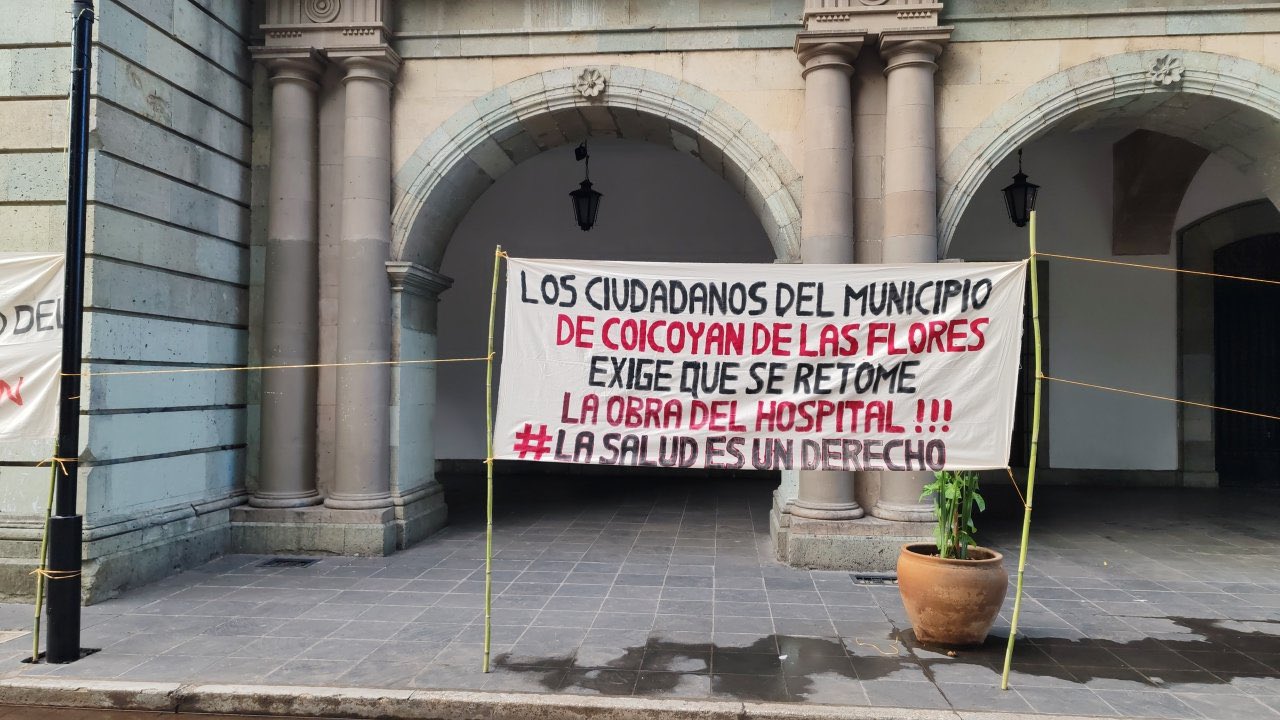 O DEL
LOS CIUDADANOS DEL MUNICIPIO
DE COICOYAN DE LAS FLORES
EXIGE QUE SE RETOME
LA OBRA DEL HOSPITAL !!!
#LA SALUD ES UN DERECHO